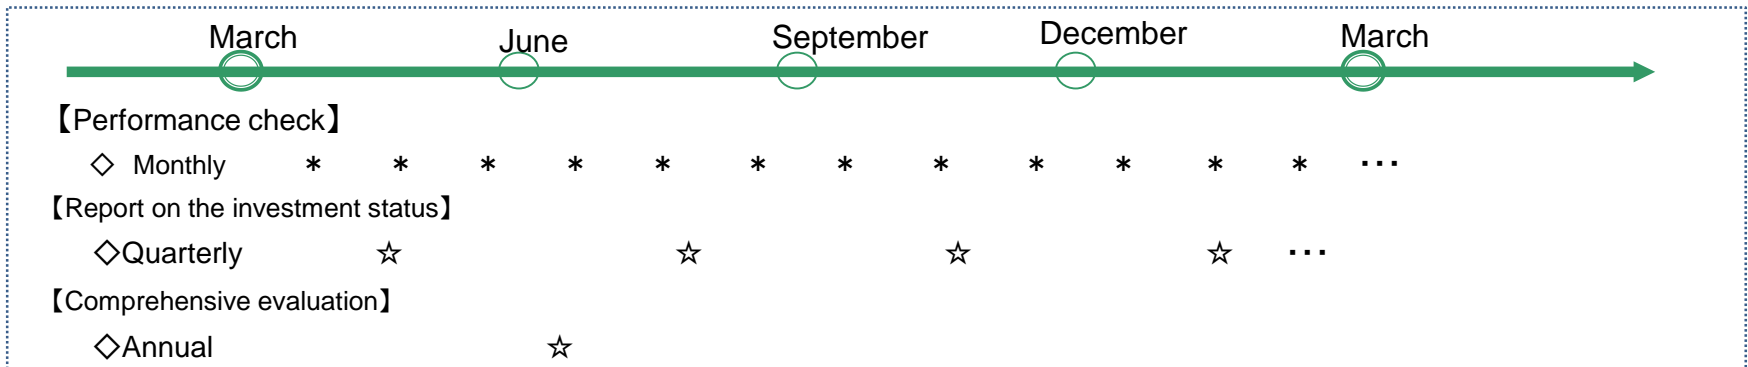 March June September December March
【Performance check】
◇ Monthly * * * * * * * * * * * * ・・・
【Report on the investment status】
◇Quarterly ☆ ☆ ☆ ☆ ・・・
【Comprehensive evaluation】
◇Annual ☆